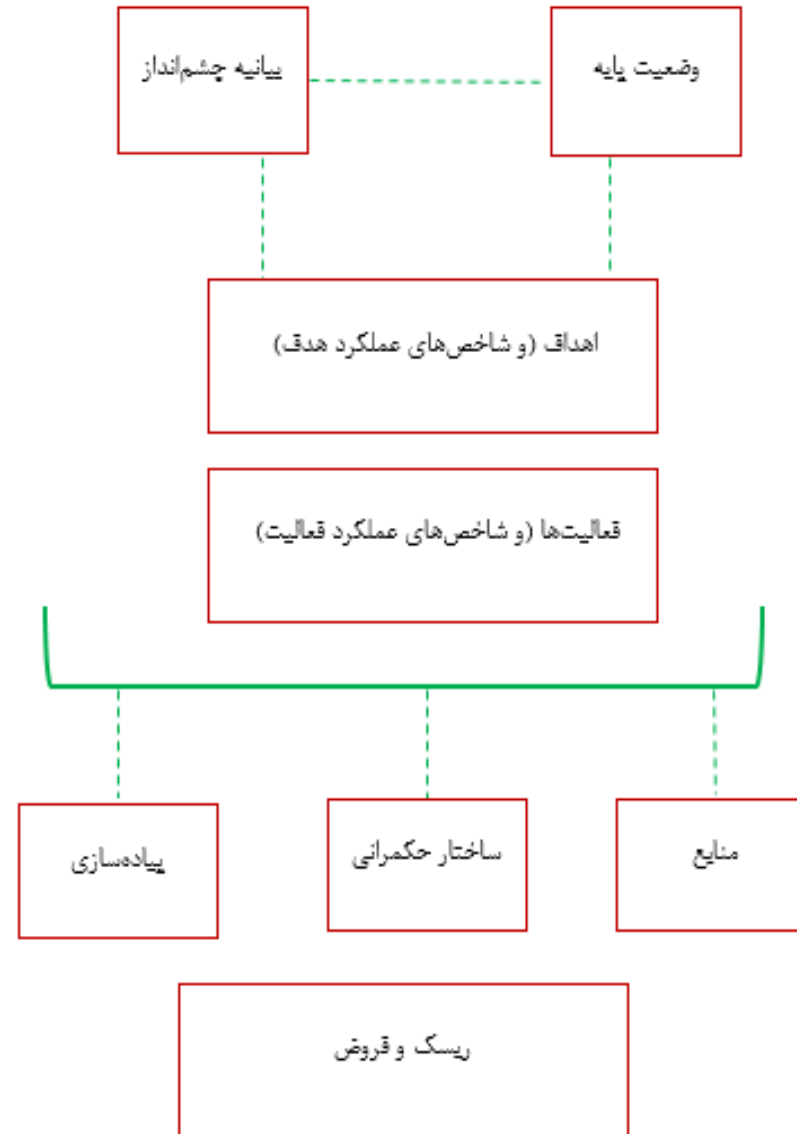 وضعیت پایه
بیانیه چشم‌انداز
اهداف (و شاخص‌های عملکرد هدف)
فعالیت‌ها (و شاخص‌های عملکرد فعالیت)
منابع
ساختار حکمرانی
پیاده‌سازی
ریسک و فروض